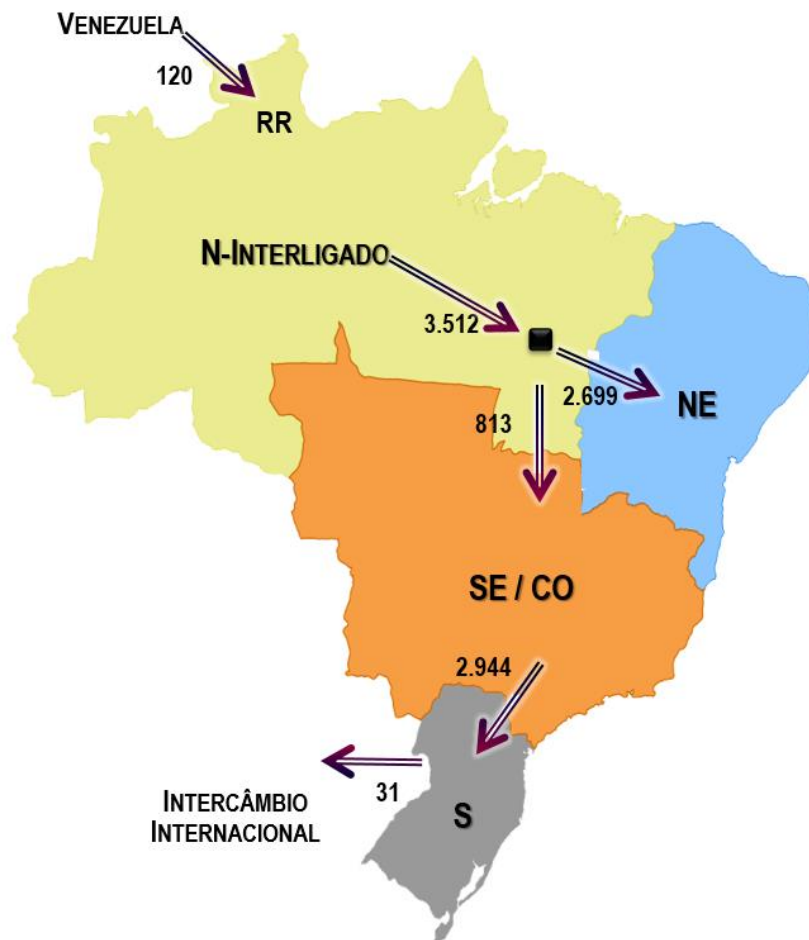 VENEZUELA
120
RR
N-INTERLIGADO
3.512
2.699
NE
813
SE / CO
2.944
31
INTERCÂMBIO
INTERNACIONAL
S